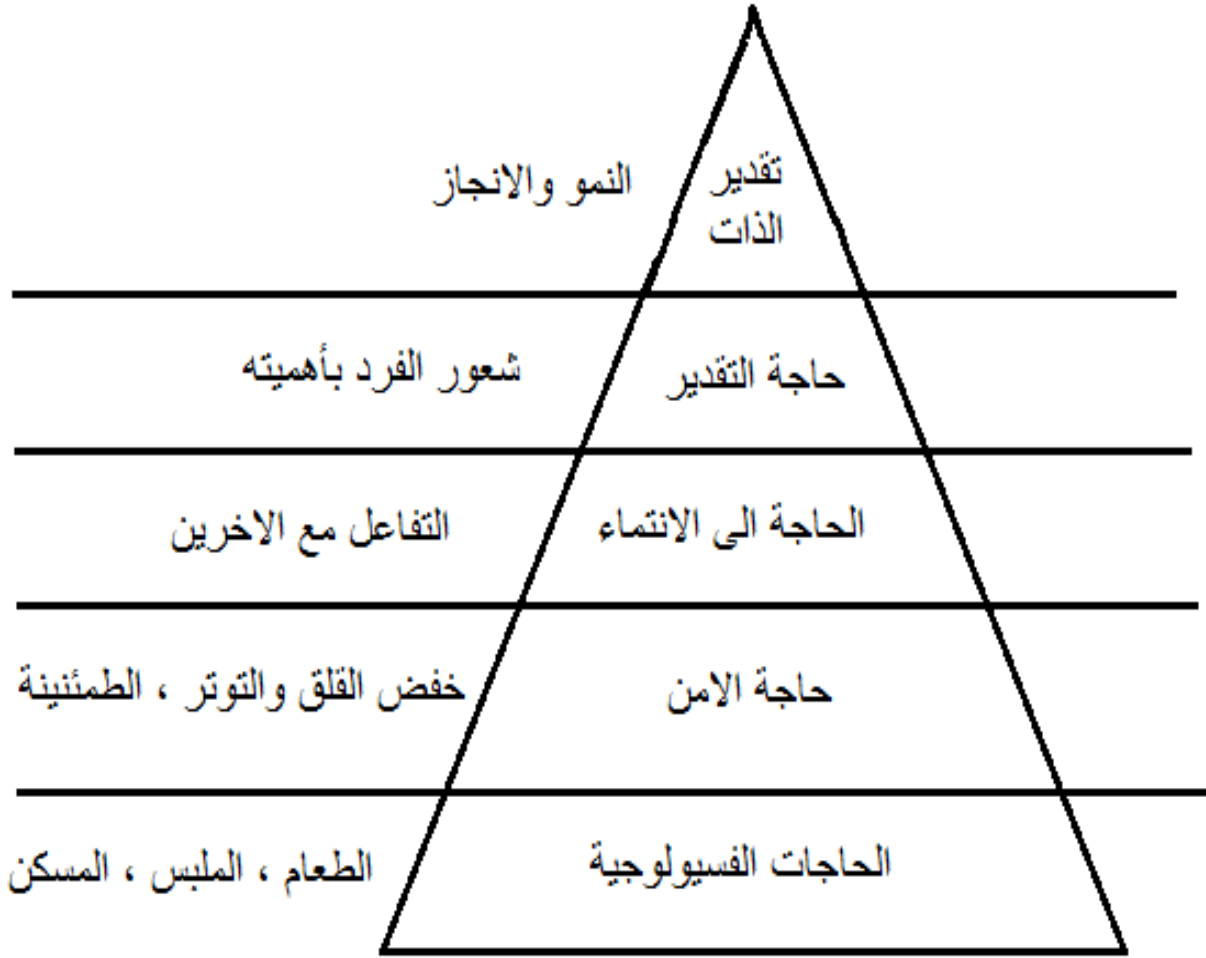 تقدير
الذات
النمو والانجاز
حاجة التقدير
شعور الفرد بأهميته
الحاجة الى الانتماء
التفاعل مع الاخرين
حاجة الامن
خفض القلق والتوتر ، الطمئنينة
الحاجات الفسيولوجية
الطعام ، الملبس ، المسكن